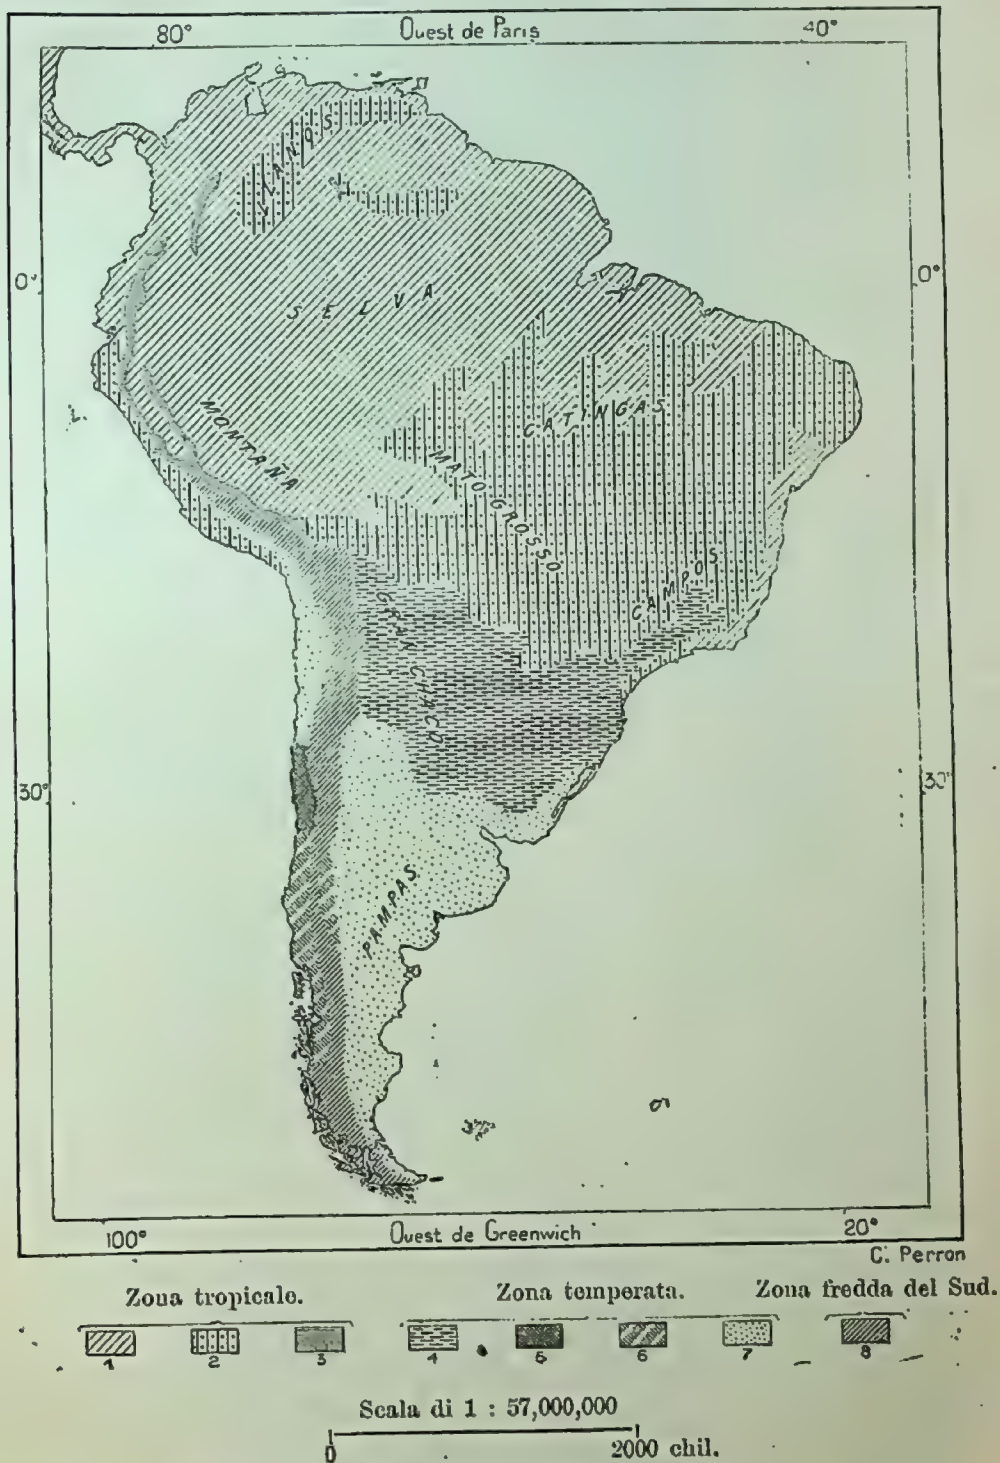 80°
Ouest de Paris
40°
LLANOS
0°
0°
SELVA
MONTAÑA
CATINGAS
MATO GROSSO
CAMPOS
GRAN CHACO
30°
30°
PAMPAS
100°
Ouest de Greenwich
20°
C. Perron
Zona tropicale.
Zona temperata.
Zona fredda del Sud.
1 2 3 4 5 6 7 8
Scala di 1 : 57,000,000
0 2000 chil.